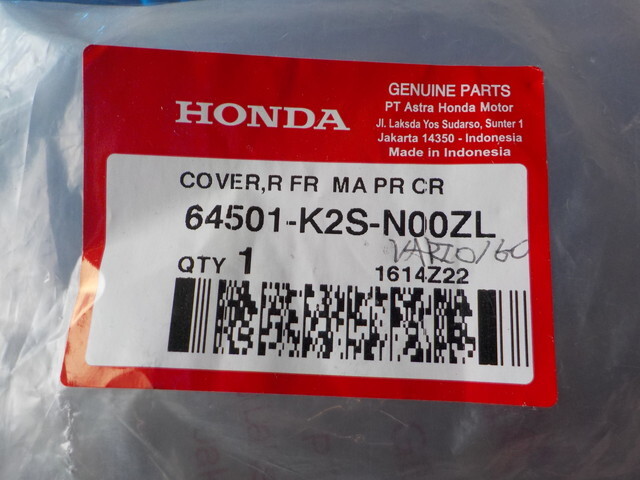 HONDA
GENUINE PARTS
PT Astra Honda Motor
Jl. Laksda Yos Sudarso, Sunter 1
Jakarta 14350 - Indonesia
Made in Indonesia
COVER,R FR MA PR CR
64501-K2S-N00ZL
VARIO160
QTY 1
1614Z22